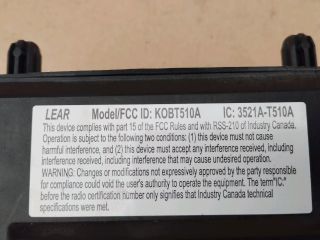 LEAR Model/FCC ID: KOBT510A IC: 3521A-T510A
This device complies with part 15 of the FCC Rules and with RSS-210 of Industry Canada.
Operation is subject to the following two conditions: (1) this device must not cause
harmful interference, and (2) this device must accept any interference received, including
interference received, including interference that may cause undesired operation.
WARNING: Changes or modifications not expressively approved by the party responsible
for compliance could void the user's authority to operate the equipment. The term"IC:"
before the radio certification number only signifies that Industry Canada technical
specifications were met.